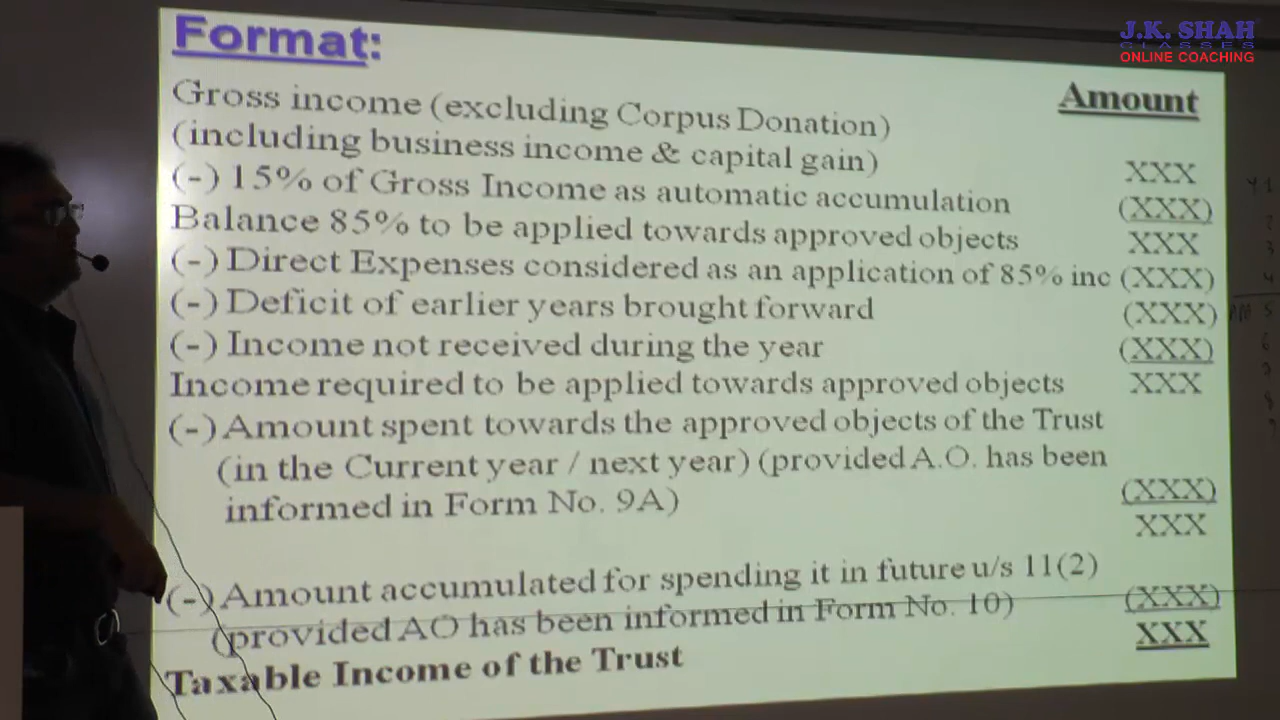 J.K. SHAH
CLASSES
ONLINE COACHING
Format:
Amount
Gross income (excluding Corpus Donation)
(including business income & capital gain) XXX
(-) 15% of Gross Income as automatic accumulation (XXX)
Balance 85% to be applied towards approved objects XXX
(-) Direct Expenses considered as an application of 85% inc (XXX)
(-) Deficit of earlier years brought forward (XXX)
(-) Income not received during the year (XXX)
Income required to be applied towards approved objects XXX
(-) Amount spent towards the approved objects of the Trust
(in the Current year / next year) (provided A.O. has been
informed in Form No. 9A) (XXX)
XXX
(-) Amount accumulated for spending it in future u/s 11(2)
(provided AO has been informed in Form No. 10) (XXX)
Taxable Income of the Trust XXX